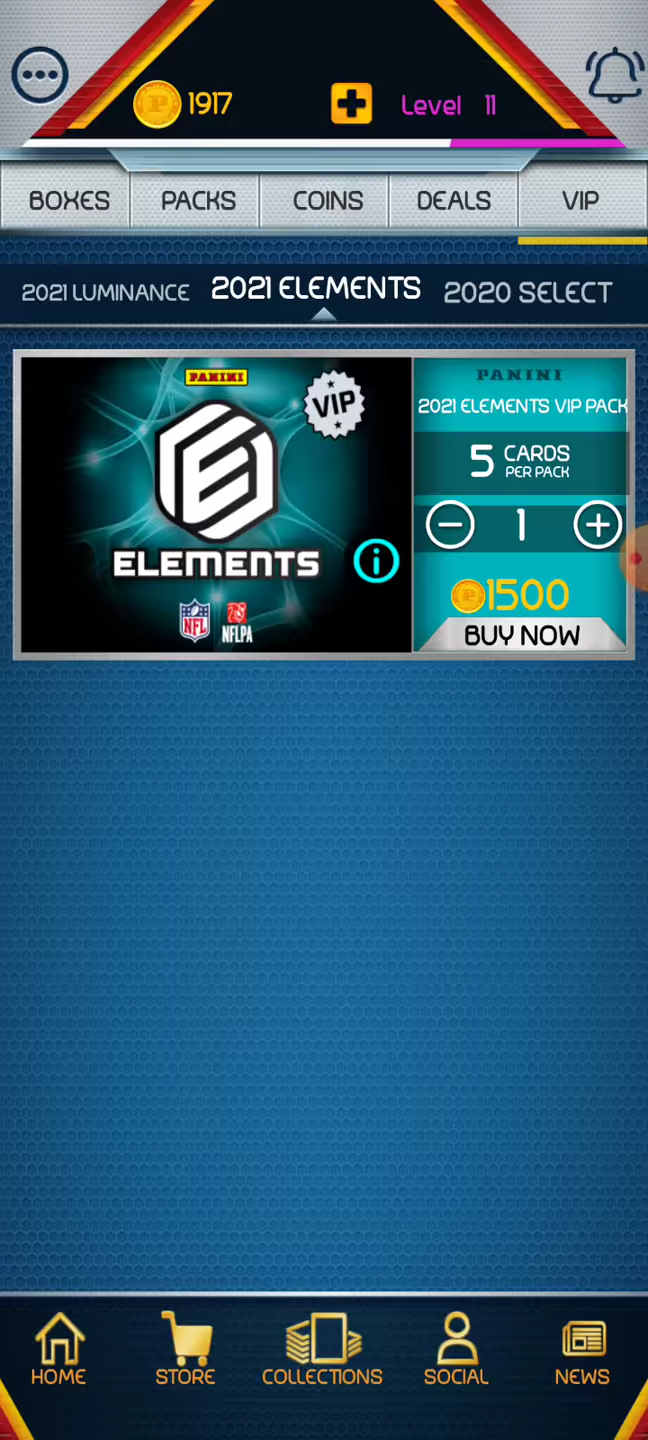 1917
Level 11
BOXES PACKS COINS DEALS VIP
2021 LUMINANCE 2021 ELEMENTS 2020 SELECT
PANINI
VIP
ELEMENTS
NFL
NFLPA
PANINI
2021 ELEMENTS VIP PACK
5 CARDS
PER PACK
1
1500
BUY NOW
HOME STORE COLLECTIONS SOCIAL NEWS